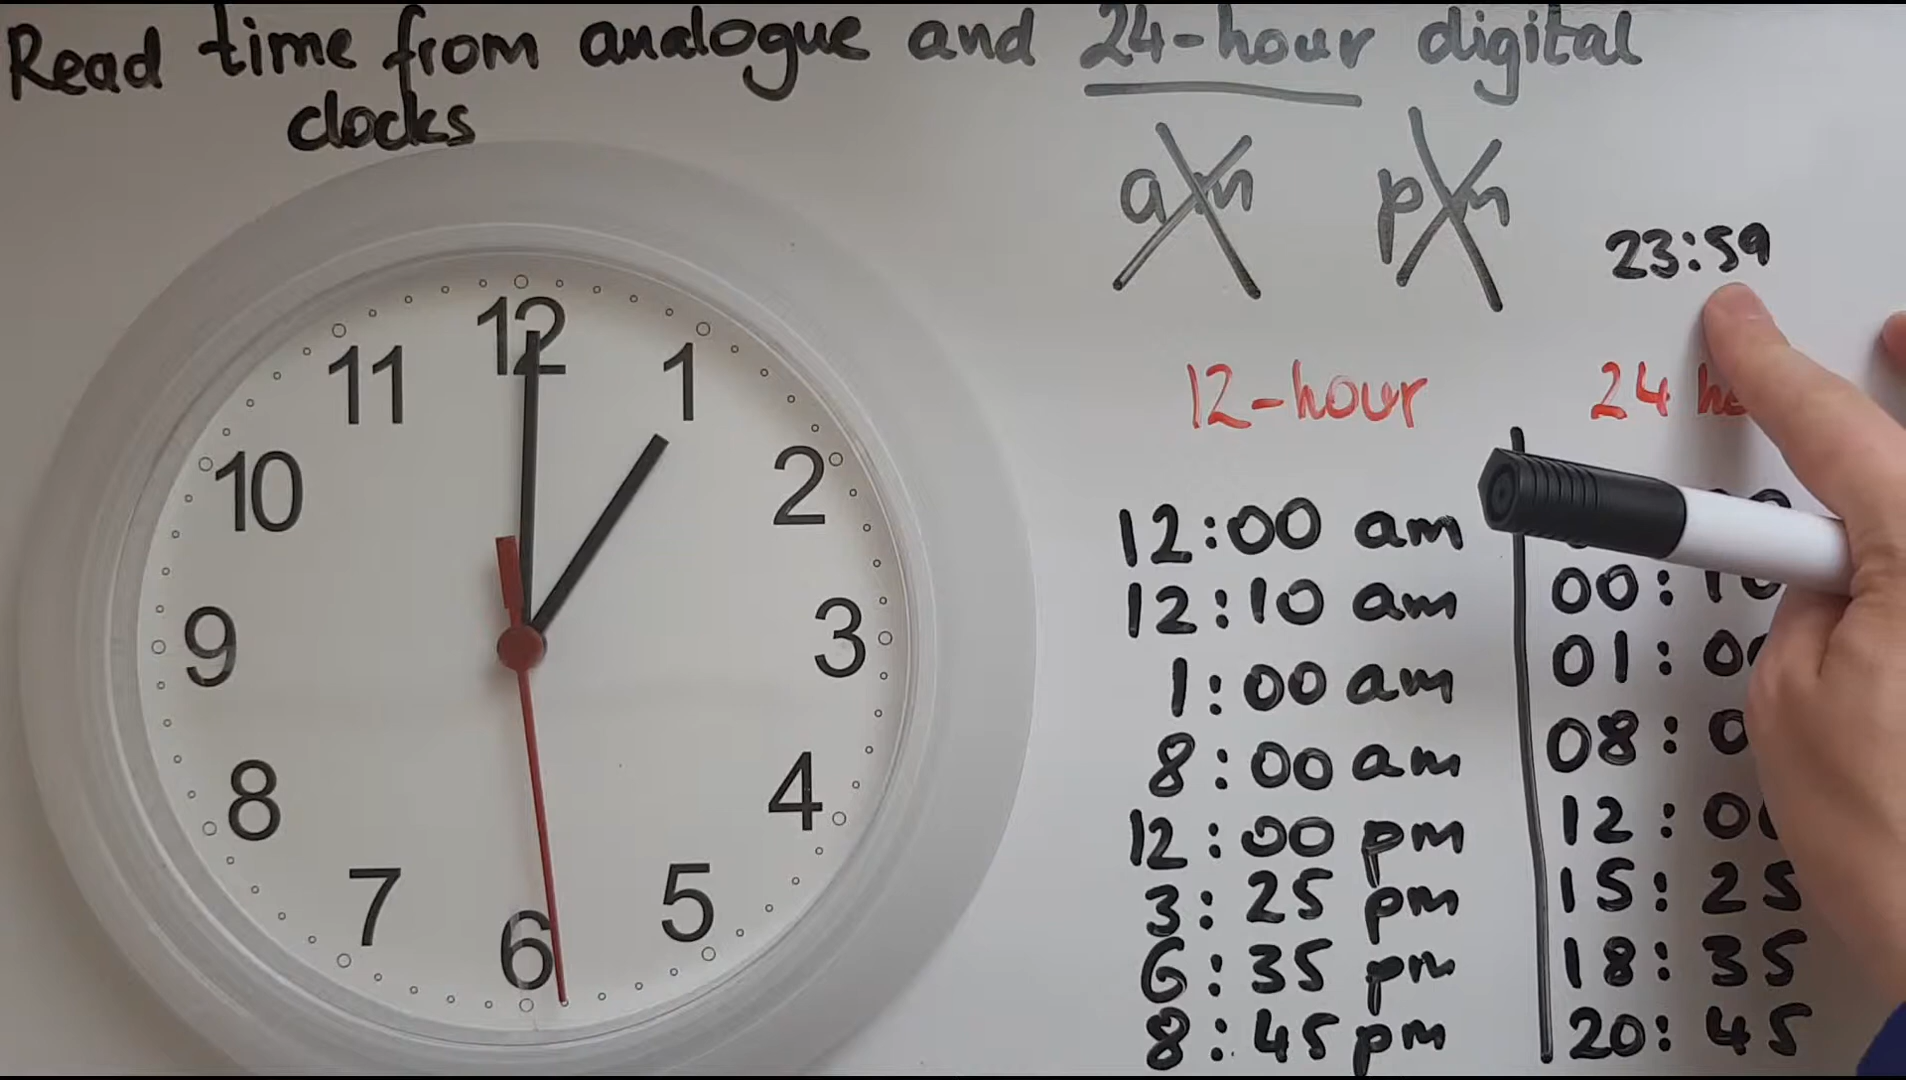 Read time from analogue and 24-hour digital
clocks
am pm
23:59
12-hour 24
12:00 am
12:10 am 00:10
1:00 am 01:
8:00 am 08:
12:00 pm 12:
3:25 pm 15:25
6:35 pm 18:35
8:45 pm 20:45
12
1
2
3
4
5
6
7
8
9
10
11